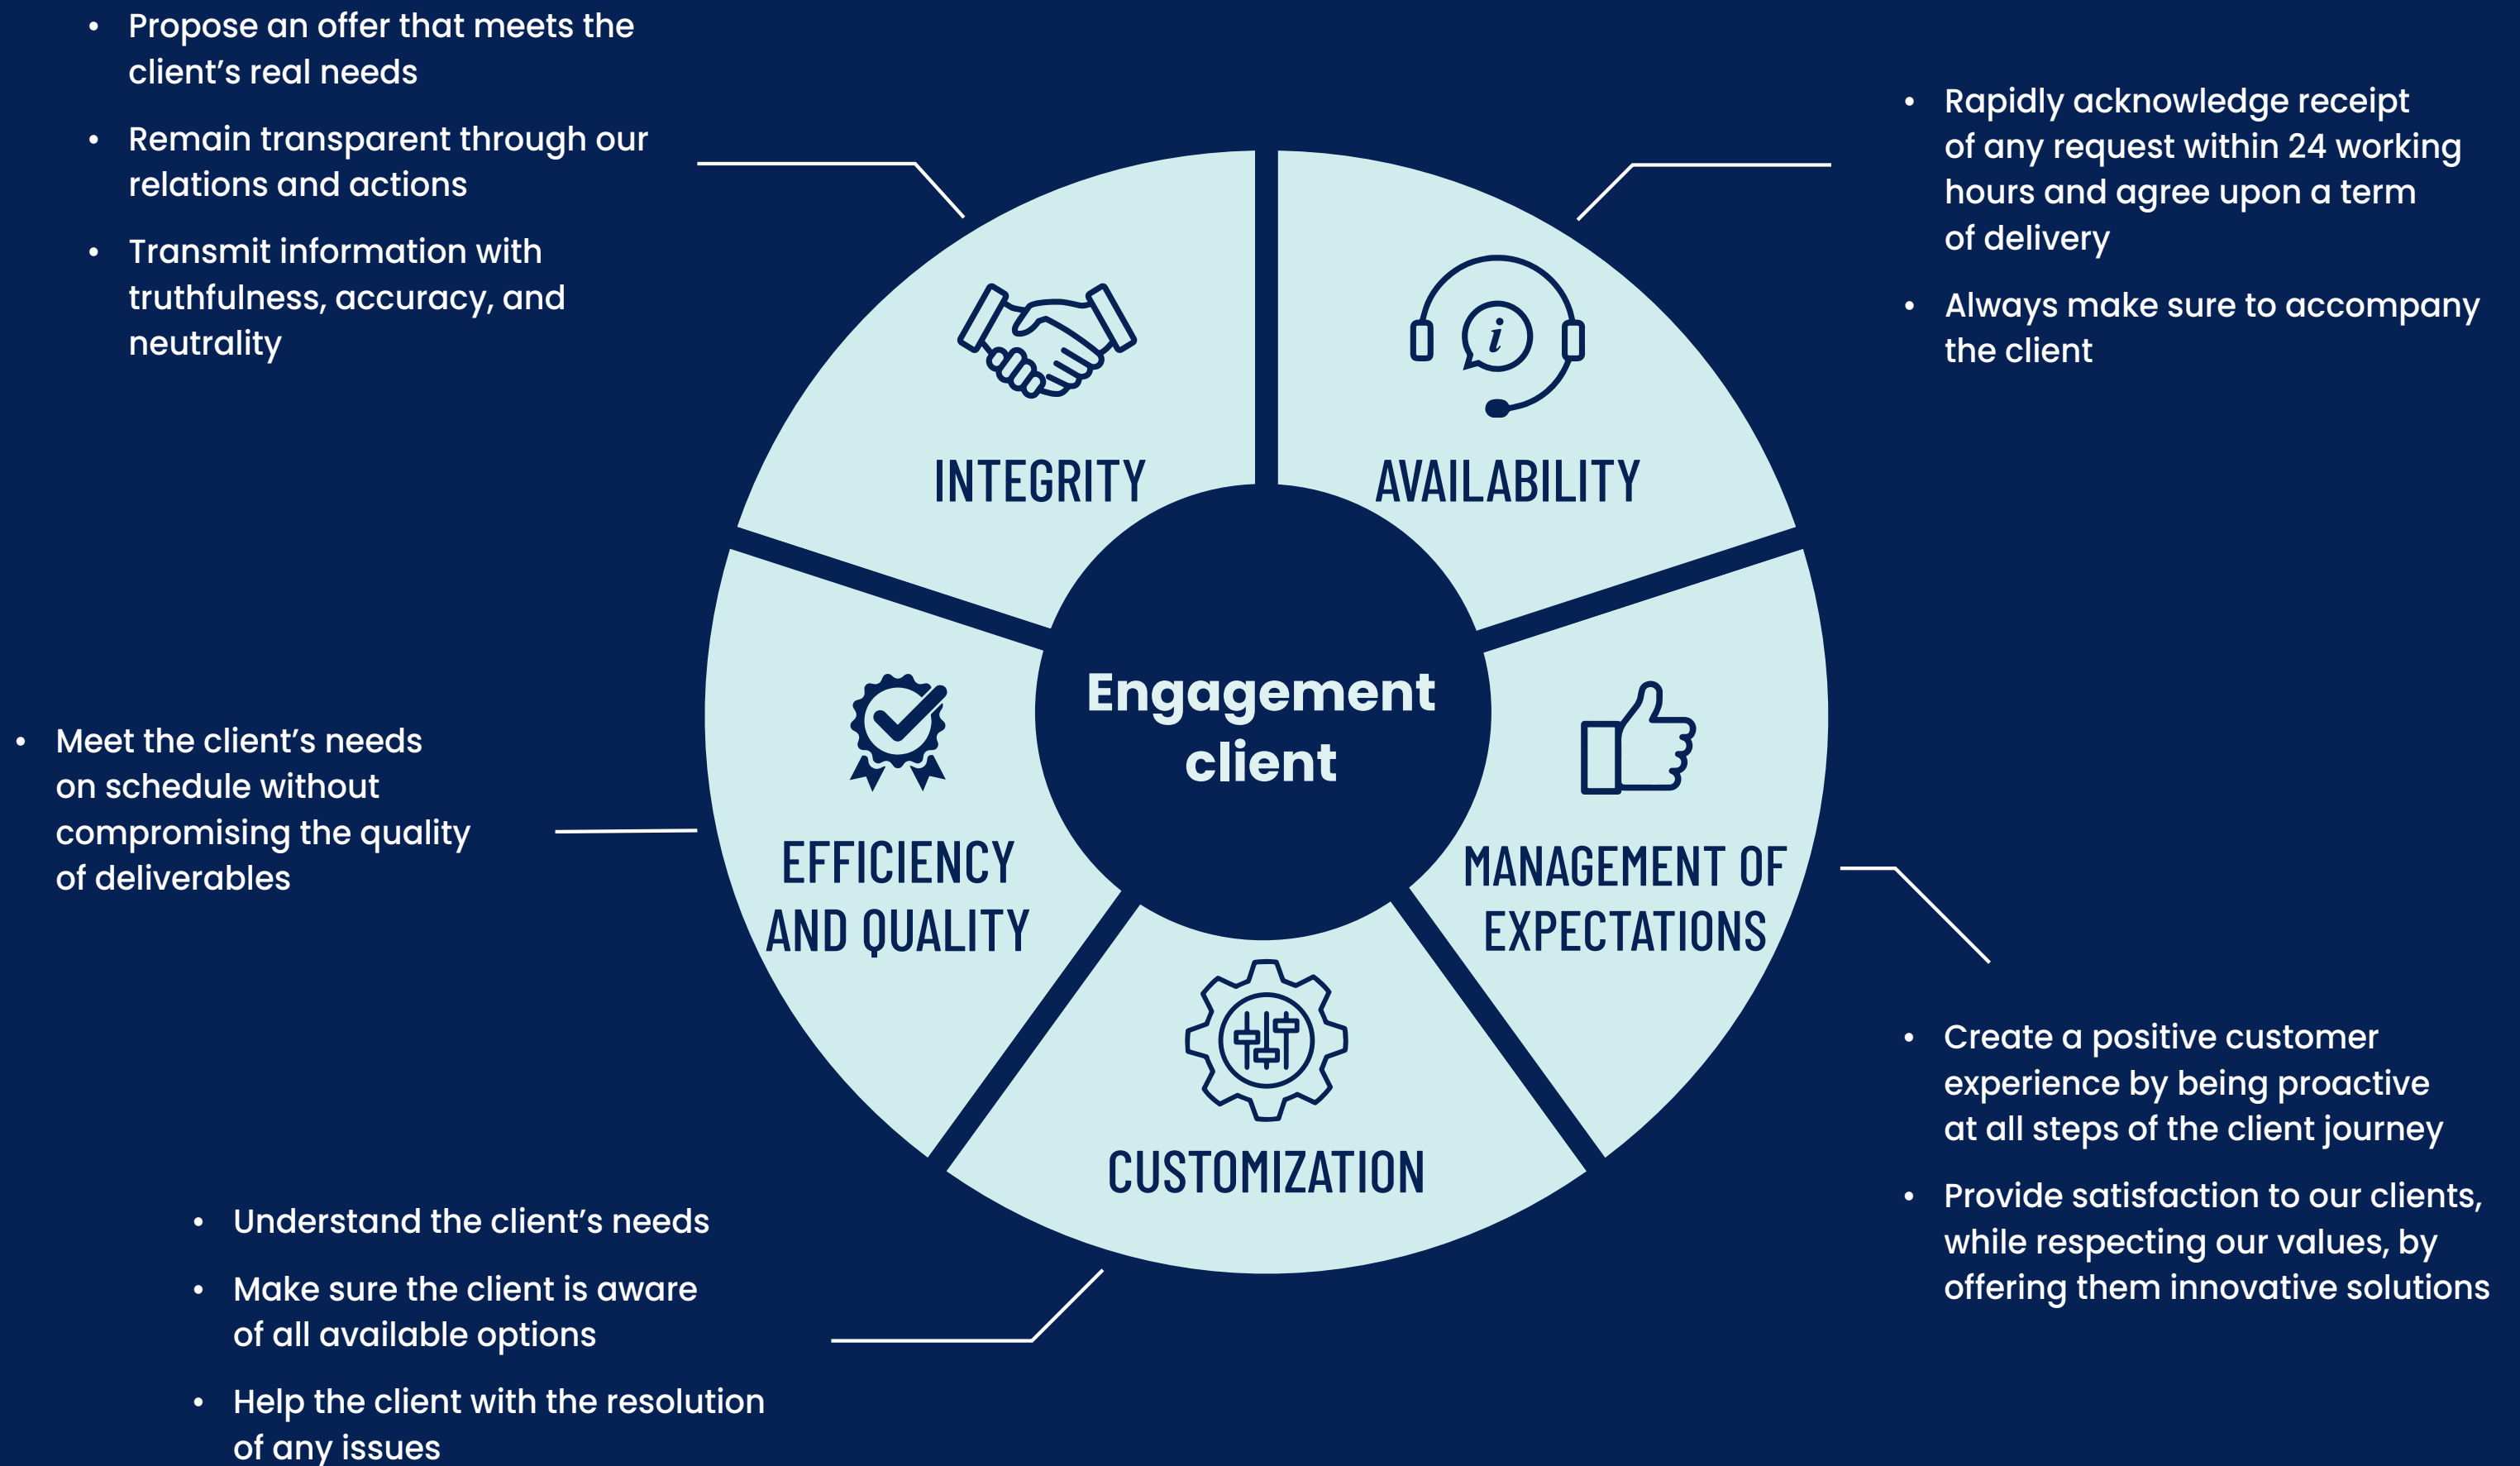 • Propose an offer that meets the
client’s real needs
• Remain transparent through our
relations and actions
• Transmit information with
truthfulness, accuracy, and
neutrality
• Rapidly acknowledge receipt
of any request within 24 working
hours and agree upon a term
of delivery
• Always make sure to accompany
the client
INTEGRITY
AVAILABILITY
Engagement
client
• Meet the client’s needs
on schedule without
compromising the quality
of deliverables
EFFICIENCY
AND QUALITY
MANAGEMENT OF
EXPECTATIONS
CUSTOMIZATION
• Create a positive customer
experience by being proactive
at all steps of the client journey
• Provide satisfaction to our clients,
while respecting our values, by
offering them innovative solutions
• Understand the client’s needs
• Make sure the client is aware
of all available options
• Help the client with the resolution
of any issues
i